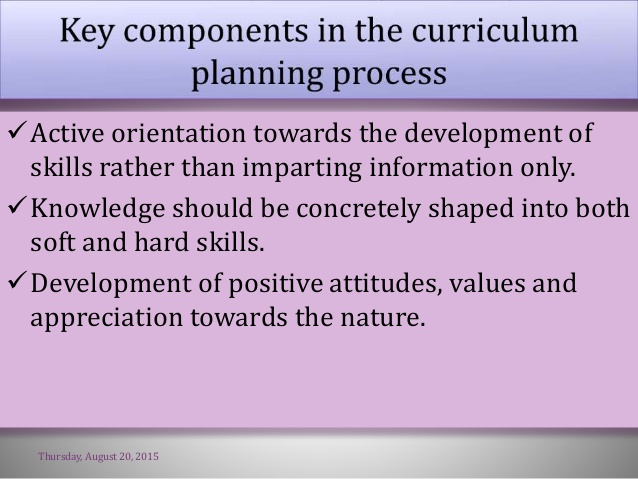 Key components in the curriculum
planning process
✓Active orientation towards the development of
skills rather than imparting information only.
✓Knowledge should be concretely shaped into both
soft and hard skills.
✓Development of positive attitudes, values and
appreciation towards the nature.
Thursday, August 20, 2015